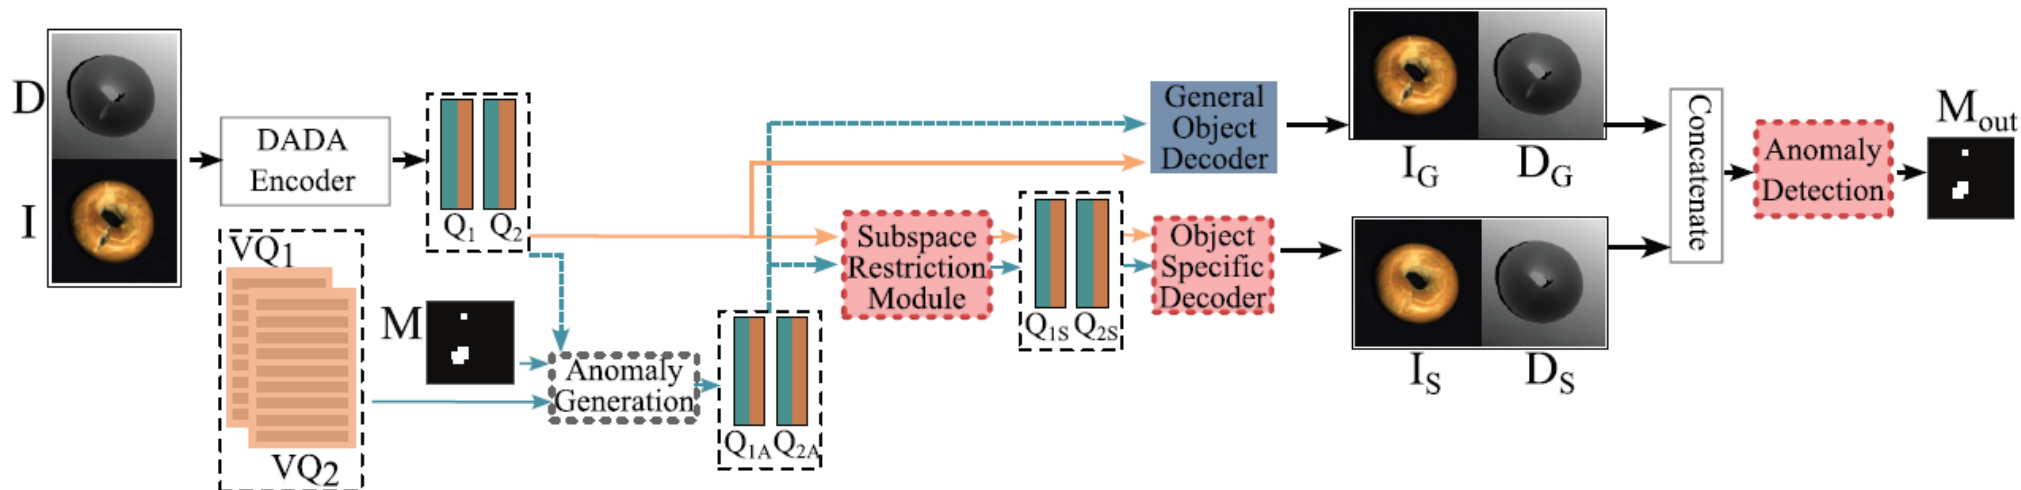 D
I
DADA
Encoder
Q1 Q2
VQ1
VQ2
M
Anomaly
Generation
Q1A Q2A
Subspace
Restriction
Module
Q1S Q2S
General
Object
Decoder
Object
Specific
Decoder
IG DG
IS DS
Concatenate
Anomaly
Detection
Mout